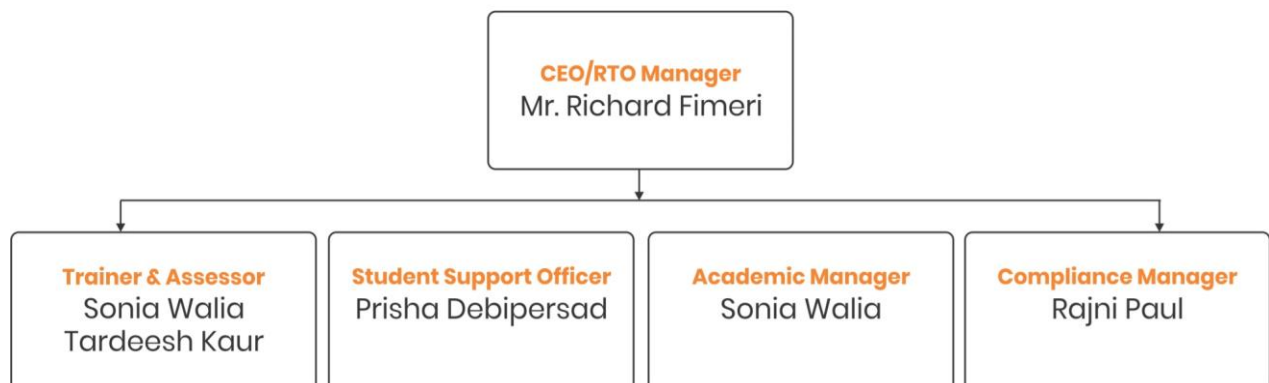 CEO/RTO Manager
Mr. Richard Fimeri
Trainer & Assessor
Sonia Walia
Tardeesh Kaur
Student Support Officer
Prisha Debipersad
Academic Manager
Sonia Walia
Compliance Manager
Rajni Paul